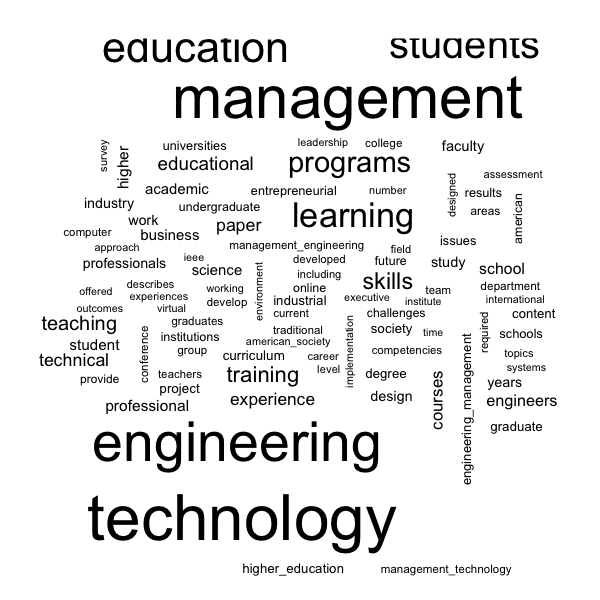 education students
management
survey higher universities leadership college faculty
educational programs assessment
industry academic entrepreneurial number designed results
undergraduate learning areas american
work paper
computer business issues
approach management_engineering field
professionals ieee science developed future study school
environment including skills
offered describes working online team department
outcomes experiences develop industrial executive institute international
teaching virtual current challenges content
graduates traditional society time required schools
student conference institutions american_society implementation
technical group curriculum career competencies topics
provide teachers training level degree engineering_management systems
project courses years
professional experience design engineers
graduate
engineering
technology
higher_education management_technology